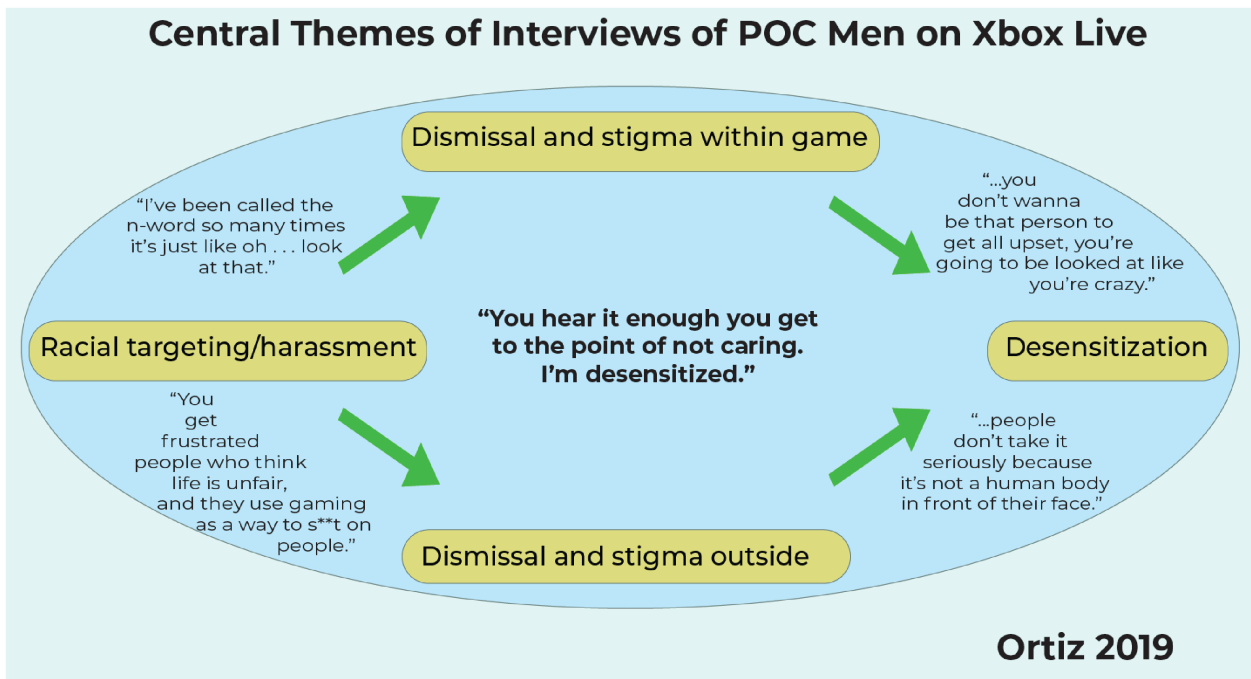 Central Themes of Interviews of POC Men on Xbox Live
Dismissal and stigma within game
“I’ve been called the
n-word so many times
it’s just like oh . . . look
at that.”
“...you
don’t wanna
be that person to
get all upset, you’re
going to be looked at like
you’re crazy.”
Racial targeting/harassment
“You hear it enough you get
to the point of not caring.
I’m desensitized.”
Desensitization
“You
get
frustrated
people who think
life is unfair,
and they use gaming
as a way to s**t on
people.”
“...people
don’t take it
seriously because
it’s not a human body
in front of their face.”
Dismissal and stigma outside
Ortiz 2019